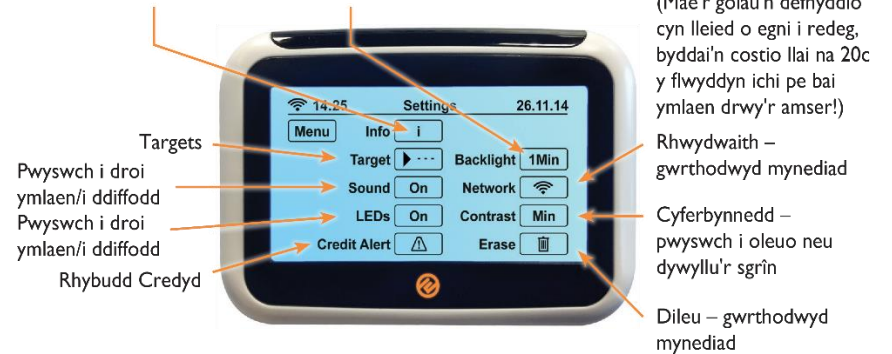 (Mae'r golau'n defnyddio
cyn lleied o egni i redeg,
byddai'n costio llai na 20c
y flwyddyn ichi pe bai
ymlaen drwy'r amser!)
14:25 Settings 26.11.14
Menu Info i
Target Backlight 1Min
Sound On Network
LEDs On Contrast Min
Credit Alert Erase
Targets
Pwyswch i droi
ymlaen/i ddiffodd
Pwyswch i droi
ymlaen/i ddiffodd
Rhybudd Credyd
Rhwydwaith –
gwrthodwyd mynediad
Cyferbynnedd –
pwyswch i oleuo neu
dywyllu'r sgrîn
Dileu – gwrthodwyd
mynediad